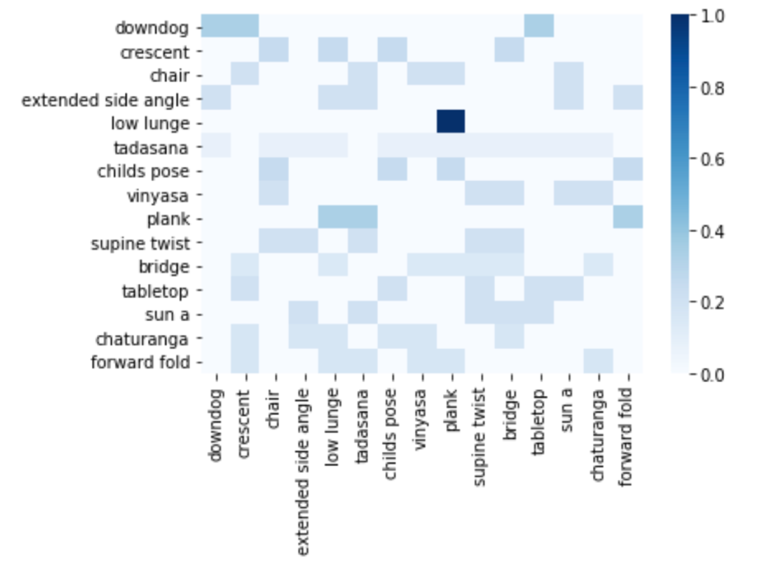 downdog
crescent
chair
extended side angle
low lunge
tadasana
childs pose
vinyasa
plank
supine twist
bridge
tabletop
sun a
chaturanga
forward fold
1.0
0.8
0.6
0.4
0.2
0.0
downdog
crescent
chair
extended side angle
low lunge
tadasana
childs pose
vinyasa
plank
supine twist
bridge
tabletop
sun a
chaturanga
forward fold